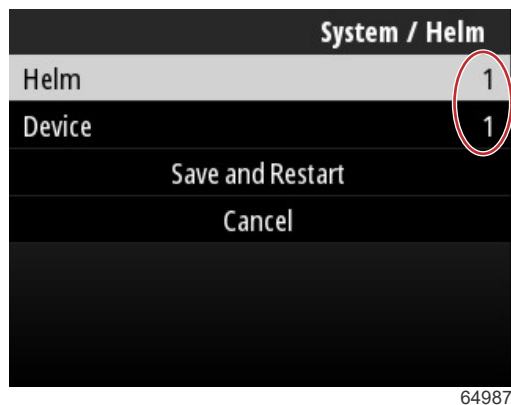 System / Helm
Helm 1
Device 1
Save and Restart
Cancel
64987